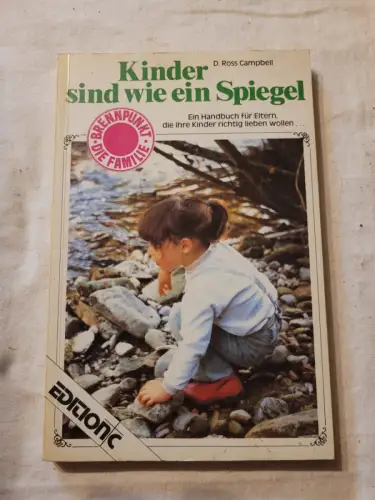 D. Ross Campbell
Kinder
sind wie ein Spiegel
Ein Handbuch für Eltern,
die ihre Kinder richtig lieben wollen . . .
BRENNPUNKT
DIE FAMILIE
EDITION C